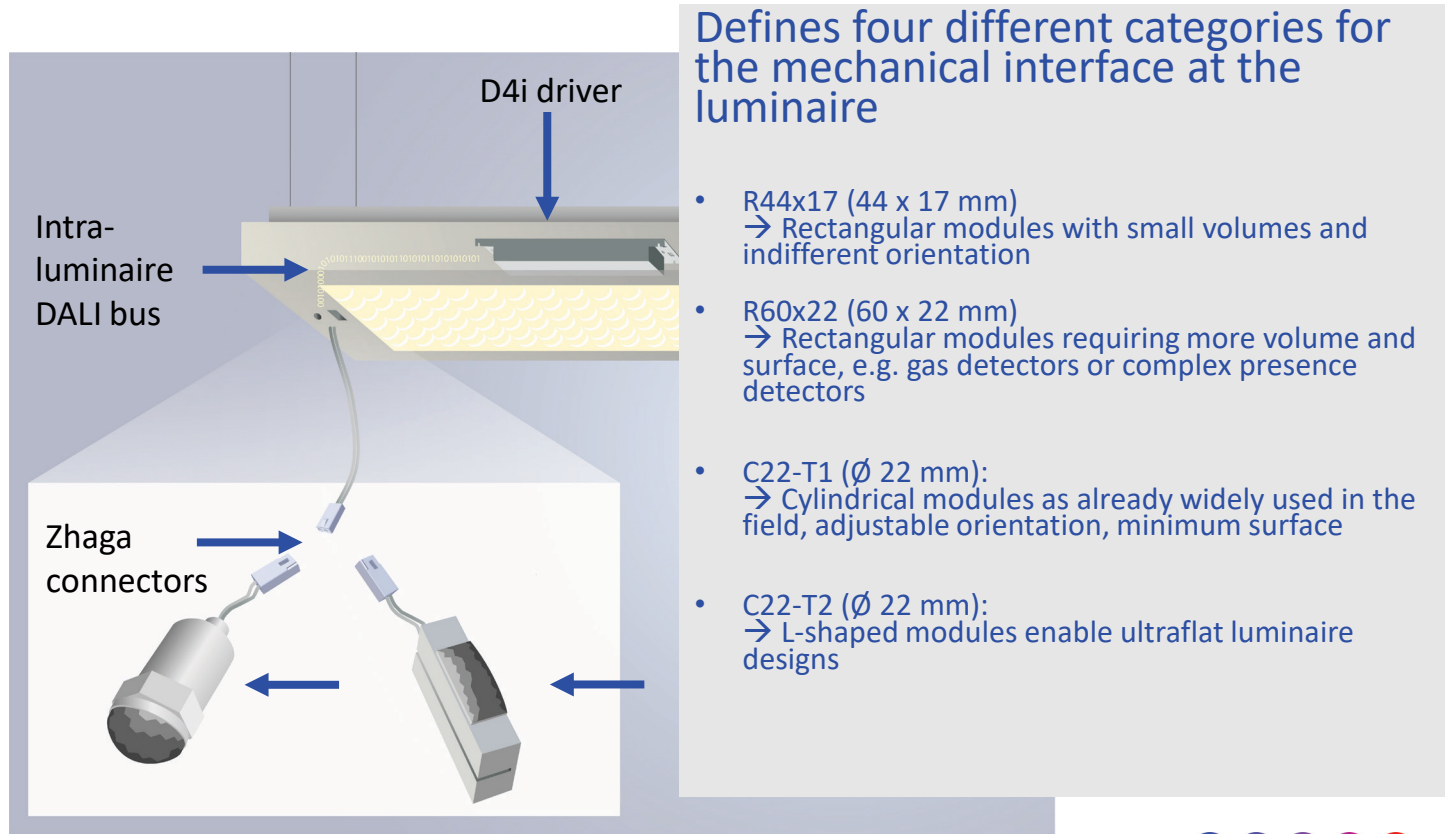 Defines four different categories for
the mechanical interface at the
luminaire
D4i driver
Intra-
luminaire
DALI bus
Zhaga
connectors
• R44x17 (44 x 17 mm)
→ Rectangular modules with small volumes and
indifferent orientation
• R60x22 (60 x 22 mm)
→ Rectangular modules requiring more volume and
surface, e.g. gas detectors or complex presence
detectors
• C22-T1 (Ø 22 mm):
→ Cylindrical modules as already widely used in the
field, adjustable orientation, minimum surface
• C22-T2 (Ø 22 mm):
→ L-shaped modules enable ultraflat luminaire
designs